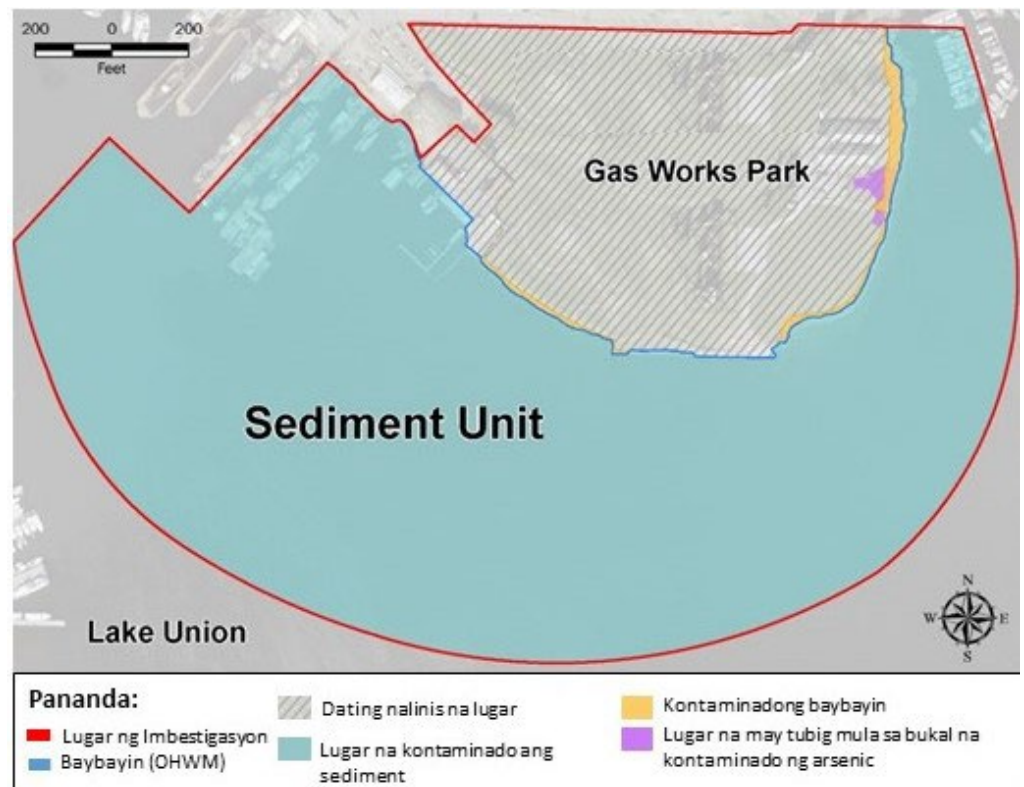 200 0 200
Feet
Gas Works Park
Sediment Unit
Lake Union
N
W E
S
Pananda:
Lugar ng Imbestigasyon
Baybayin (OHWM)
Dating nalinis na lugar
Lugar na kontaminado ang
sediment
Kontaminadong baybayin
Lugar na may tubig mula sa bukal na
kontaminado ng arsenic